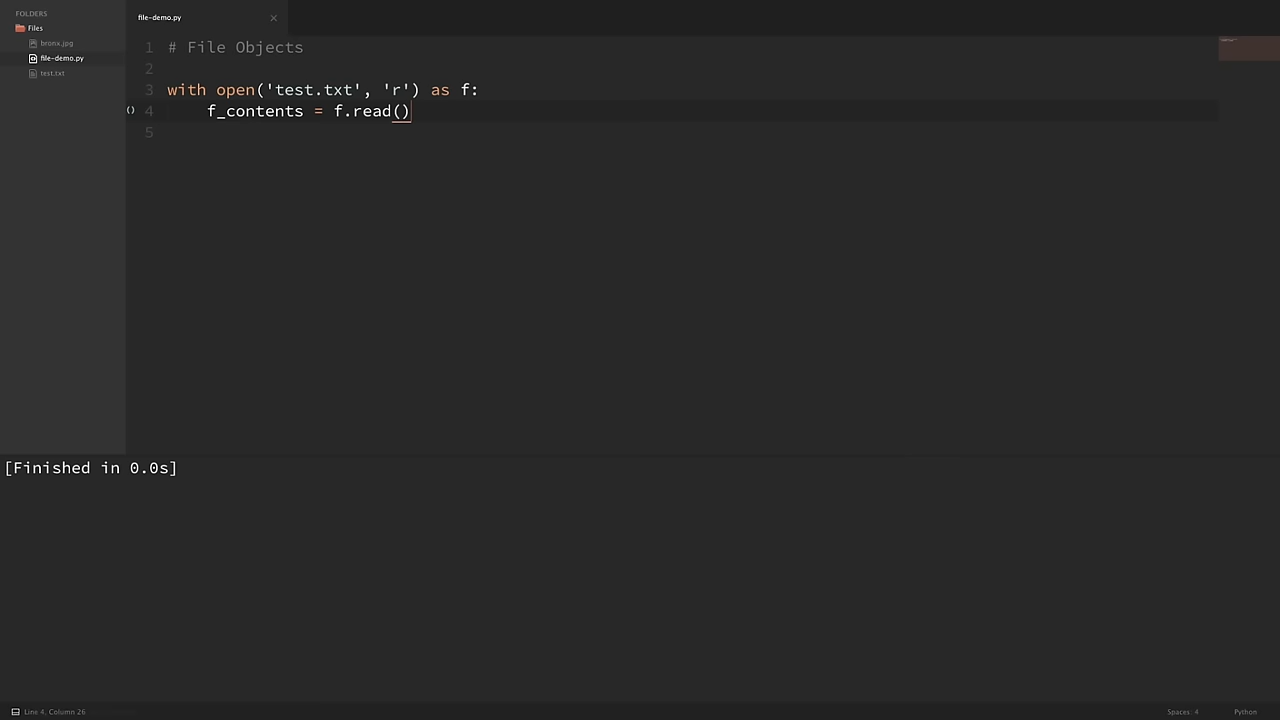 FOLDERS
Files
bronx.jpg
file-demo.py
test.txt
file-demo.py ×
1 # File Objects
2
3 with open('test.txt', 'r') as f:
() 4     f_contents = f.read()
5
[Finished in 0.0s]
Line 4, Column 26
Spaces: 4
Python